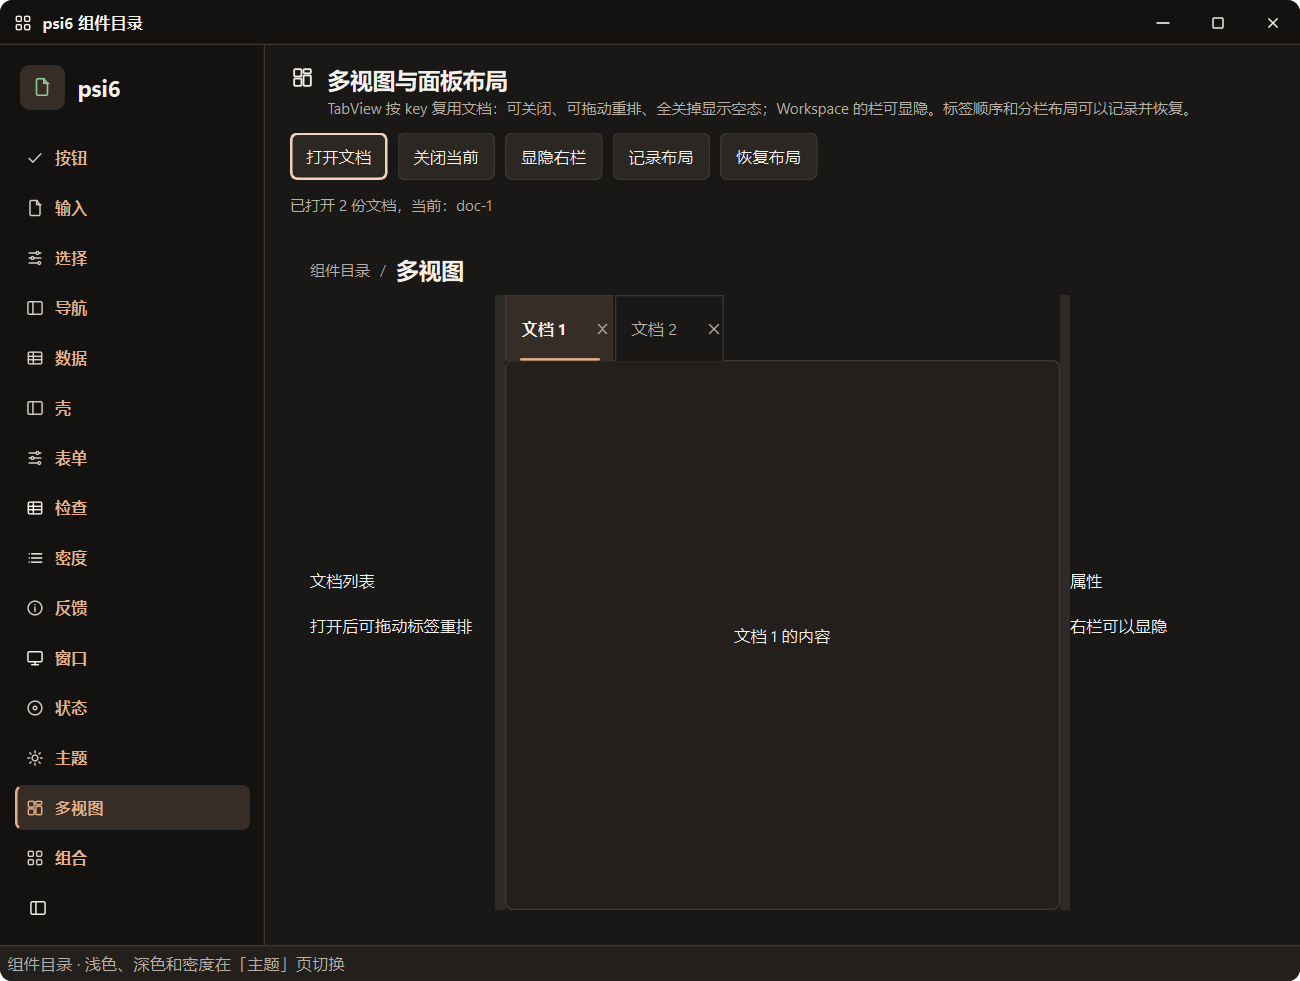 psi6 组件目录
psi6
按钮
输入
选择
导航
数据
壳
表单
检查
密度
反馈
窗口
状态
主题
多视图
组合
多视图与面板布局
TabView 按 key 复用文档：可关闭、可拖动重排、全关掉显示空态；Workspace 的栏可显隐。标签顺序和分栏布局可以记录并恢复。
打开文档 关闭当前 显隐右栏 记录布局 恢复布局
已打开 2 份文档，当前：doc-1
组件目录 / 多视图
文档 1 文档 2
文档列表
打开后可拖动标签重排
文档 1 的内容
属性
右栏可以显隐
组件目录 · 浅色、深色和密度在「主题」页切换